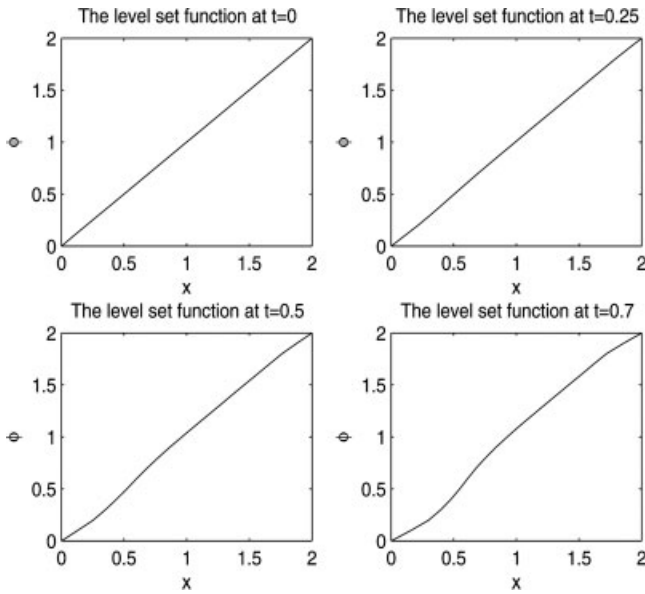 The level set function at t=0
2
1.5
1
0.5
0
ϕ
0 0.5 1 1.5 2
x
The level set function at t=0.25
2
1.5
1
0.5
0
ϕ
0 0.5 1 1.5 2
x
The level set function at t=0.5
2
1.5
1
0.5
0
ϕ
0 0.5 1 1.5 2
x
The level set function at t=0.7
2
1.5
1
0.5
0
ϕ
0 0.5 1 1.5 2
x